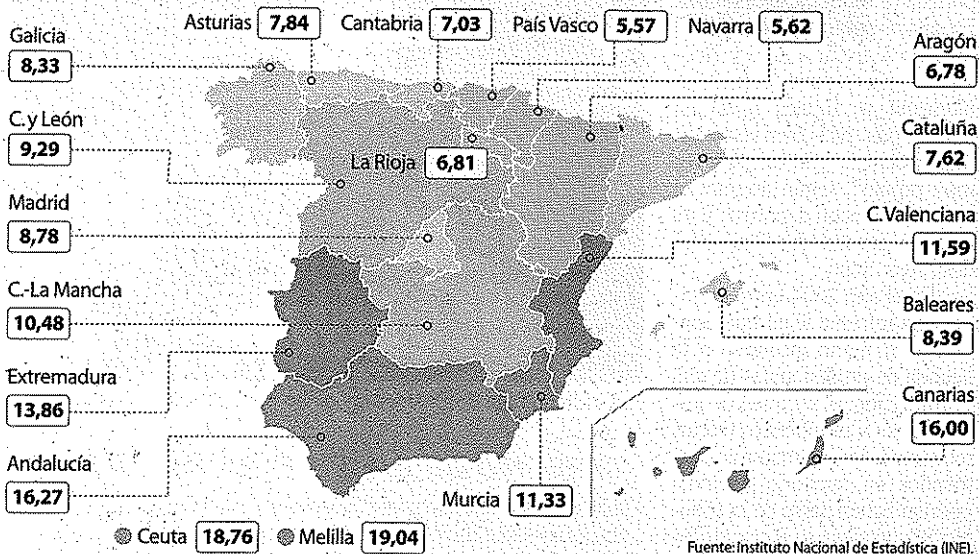 Asturias 7,84
Cantabria 7,03
País Vasco 5,57
Navarra 5,62
Galicia
8,33
Aragón
6,78
C. y León
9,29
La Rioja 6,81
Cataluña
7,62
Madrid
8,78
C. Valenciana
11,59
C.-La Mancha
10,48
Baleares
8,39
Extremadura
13,86
Canarias
16,00
Andalucía
16,27
Murcia 11,33
Ceuta 18,76 Melilla 19,04
Fuente: Instituto Nacional de Estadística (INE)